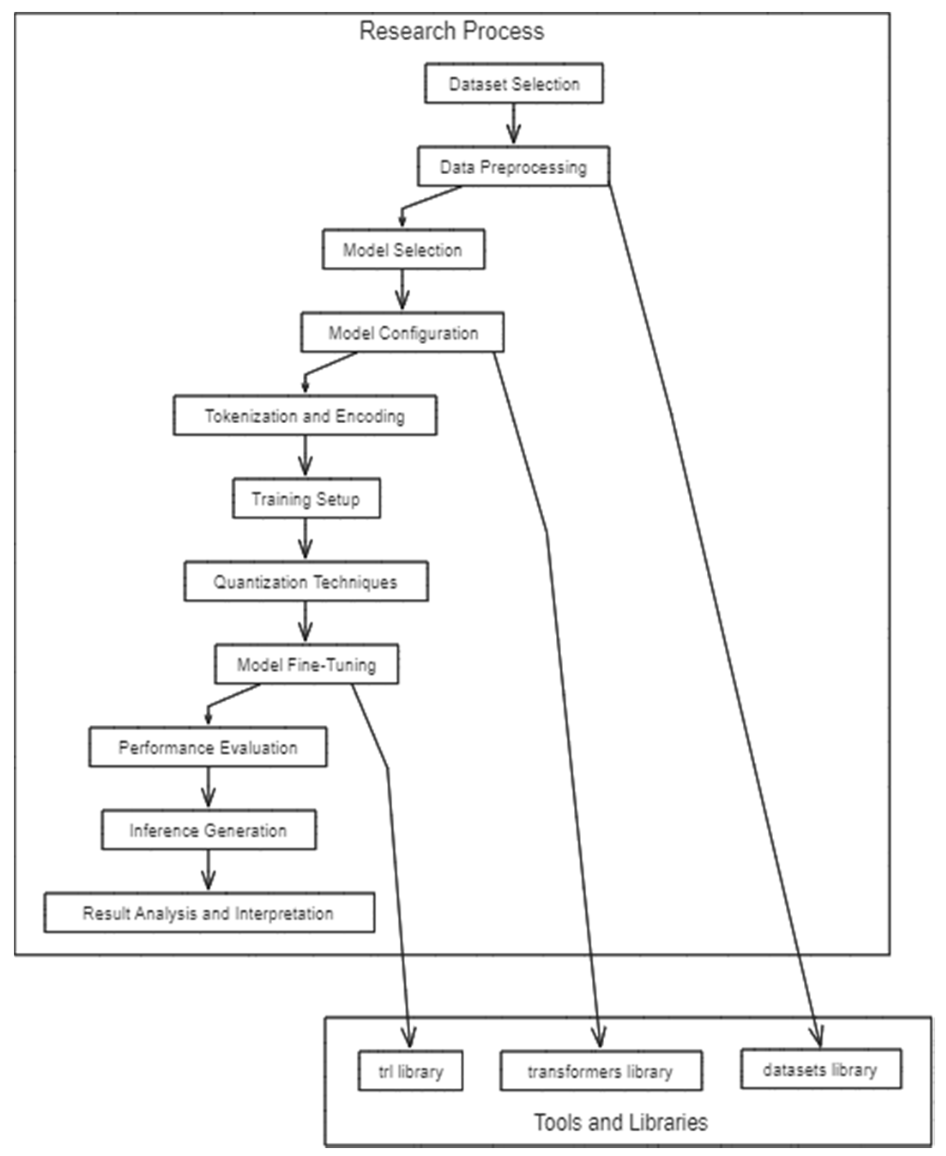 Research Process
Dataset Selection
Data Preprocessing
Model Selection
Model Configuration
Tokenization and Encoding
Training Setup
Quantization Techniques
Model Fine-Tuning
Performance Evaluation
Inference Generation
Result Analysis and Interpretation
trl library
transformers library
datasets library
Tools and Libraries